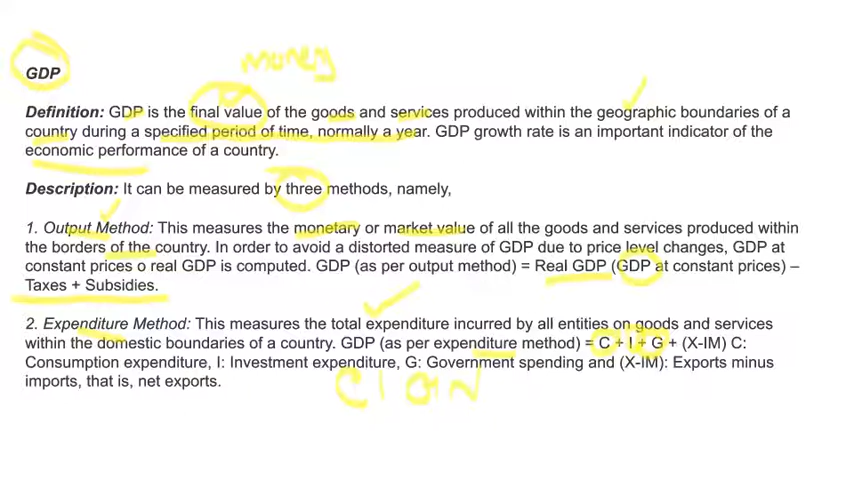 money
GDP
Definition: GDP is the final value of the goods and services produced within the geographic boundaries of a
country during a specified period of time, normally a year. GDP growth rate is an important indicator of the
economic performance of a country.
Description: It can be measured by three methods, namely,
1. Output Method: This measures the monetary or market value of all the goods and services produced within
the borders of the country. In order to avoid a distorted measure of GDP due to price level changes, GDP at
constant prices o real GDP is computed. GDP (as per output method) = Real GDP (GDP at constant prices) –
Taxes + Subsidies.
2. Expenditure Method: This measures the total expenditure incurred by all entities on goods and services
within the domestic boundaries of a country. GDP (as per expenditure method) = C + I + G + (X-IM) C:
Consumption expenditure, I: Investment expenditure, G: Government spending and (X-IM): Exports minus
imports, that is, net exports.
C I G N